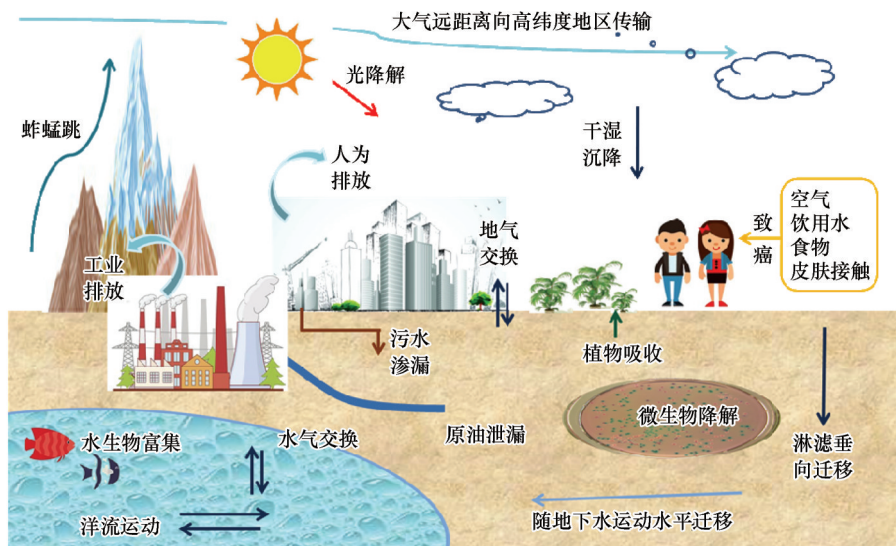 大气远距离向高纬度地区传输
光降解
蚱蜢跳
干湿
沉降
人为
排放
空气
饮用水
食物
皮肤接触
致
癌
地气
交换
工业
排放
污水
渗漏
植物吸收
微生物降解
水生物富集
水气交换
原油泄漏
淋滤垂
向迁移
洋流运动
随地下水运动水平迁移